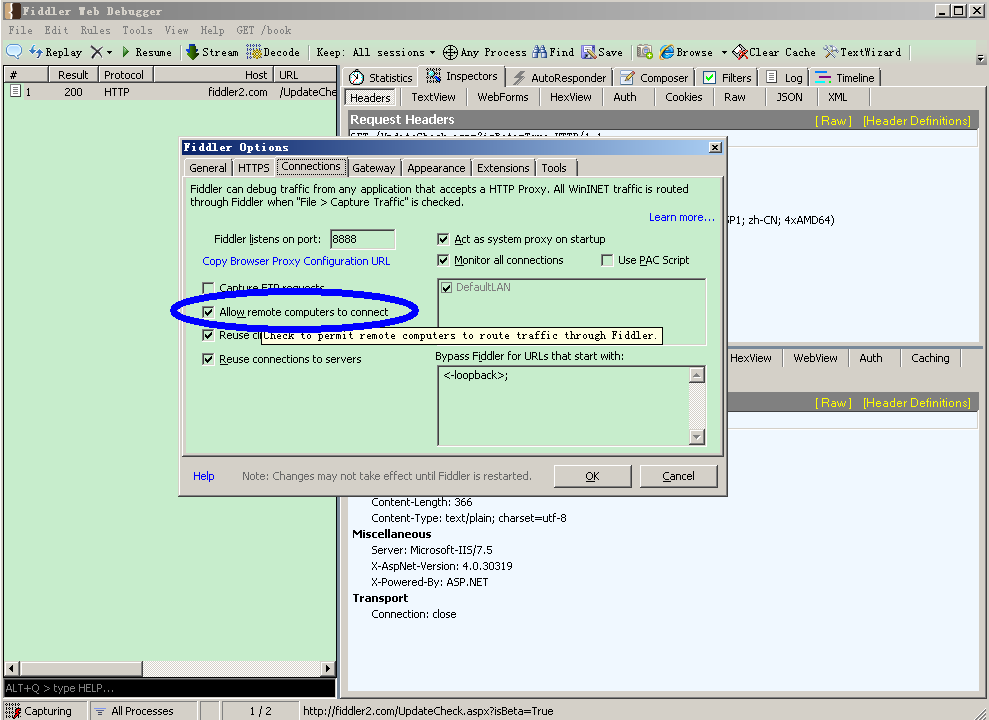 Fiddler Web Debugger
File Edit Rules Tools View Help GET /book
Replay Resume Stream Decode Keep: All sessions Any Process Find Save Browse Clear Cache TextWizard
# Result Protocol Host URL
1 200 HTTP fiddler2.com /UpdateChe
Statistics Inspectors AutoResponder Composer Filters Log Timeline
Headers TextView WebForms HexView Auth Cookies Raw JSON XML
Request Headers [ Raw ] [Header Definitions]
GET /UpdateCheck.aspx?isBeta=True HTTP/1.1
Fiddler Options
General HTTPS Connections Gateway Appearance Extensions Tools
Fiddler can debug traffic from any application that accepts a HTTP Proxy. All WinINET traffic is routed
through Fiddler when "File > Capture Traffic" is checked.
Learn more...
SP1; zh-CN; 4xAMD64)
Fiddler listens on port: 8888
Act as system proxy on startup
Copy Browser Proxy Configuration URL
Monitor all connections Use PAC Script
Capture FTP requests
DefaultLAN
Allow remote computers to connect
Reuse
Check to permit remote computers to route traffic through Fiddler.
Reuse connections to servers
Bypass Fiddler for URLs that start with:
<-loopback>;
HexView WebView Auth Caching
[ Raw ] [Header Definitions]
Help Note: Changes may not take effect until Fiddler is restarted. OK Cancel
Content-Length: 366
Content-Type: text/plain; charset=utf-8
Miscellaneous
Server: Microsoft-IIS/7.5
X-AspNet-Version: 4.0.30319
X-Powered-By: ASP.NET
Transport
Connection: close
ALT+Q > type HELP...
Capturing All Processes 1 / 2 http://fiddler2.com/UpdateCheck.aspx?isBeta=True